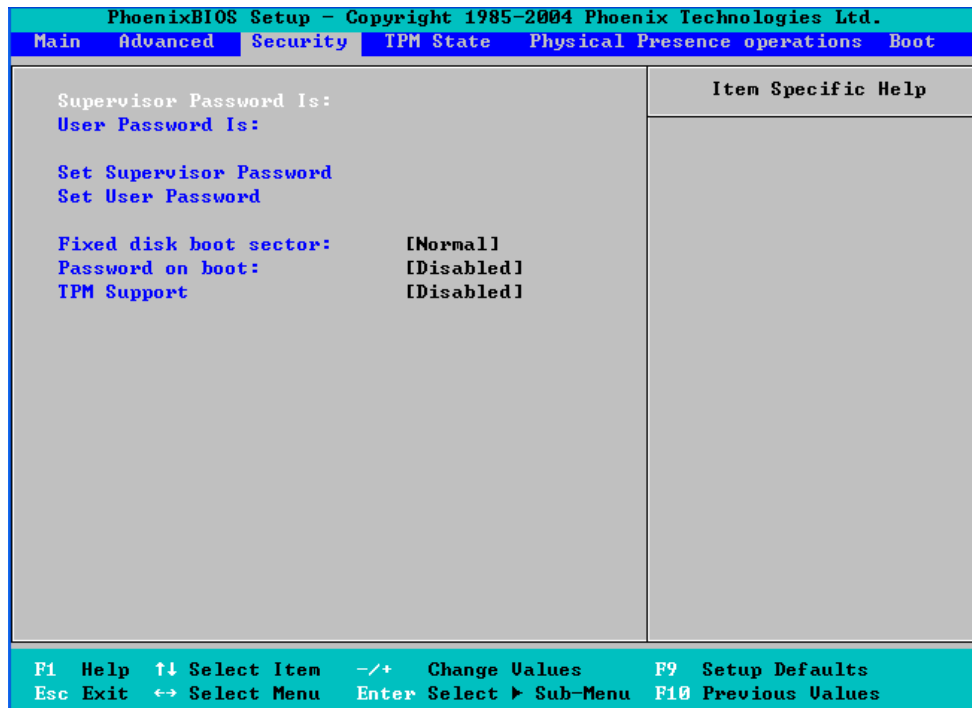 PhoenixBIOS Setup – Copyright 1985-2004 Phoenix Technologies Ltd.
Main Advanced Security TPM State Physical Presence operations Boot
Item Specific Help
Supervisor Password Is:
User Password Is:
Set Supervisor Password
Set User Password
Fixed disk boot sector: [Normal]
Password on boot: [Disabled]
TPM Support [Disabled]
F1 Help ↑↓ Select Item -/+ Change Values F9 Setup Defaults
Esc Exit ↔ Select Menu Enter Select ▶ Sub-Menu F10 Previous Values